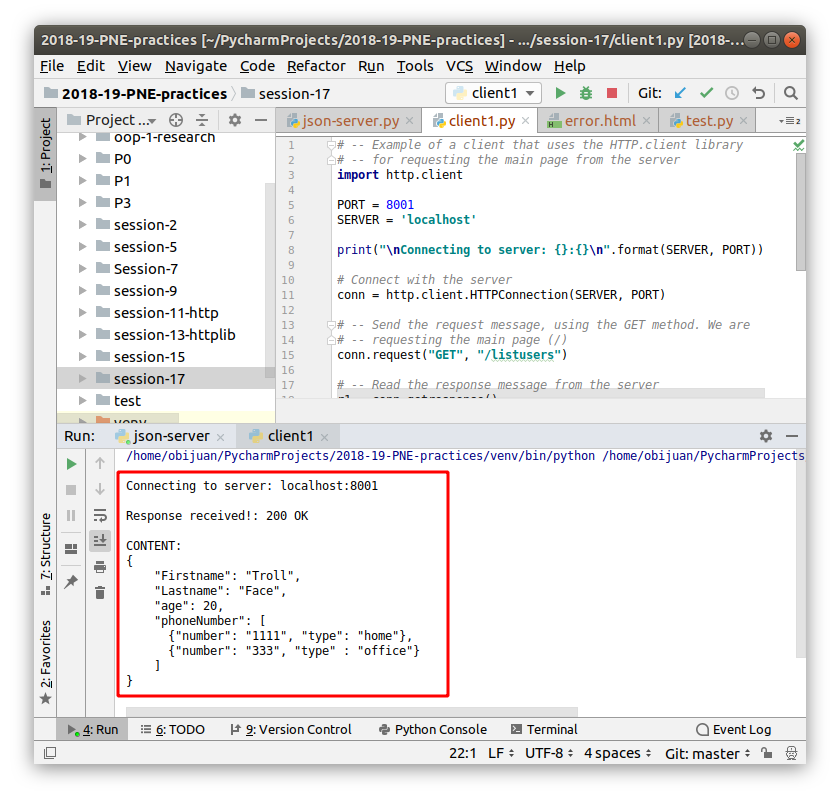 2018-19-PNE-practices [~/PycharmProjects/2018-19-PNE-practices] - .../session-17/client1.py [2018-...
File Edit View Navigate Code Refactor Run Tools VCS Window Help
2018-19-PNE-practices session-17 client1 Git:
1: Project
Project ...
json-server.py client1.py error.html test.py 2
oop-1-research
P0
P1
P3
session-2
session-5
Session-7
session-9
session-11-http
session-13-httplib
session-15
session-17
test
venv
1 # -- Example of a client that uses the HTTP.client library
2 # -- for requesting the main page from the server
3 import http.client
4
5 PORT = 8001
6 SERVER = 'localhost'
7
8 print("\nConnecting to server: {}:{}\n".format(SERVER, PORT))
9
10 # Connect with the server
11 conn = http.client.HTTPConnection(SERVER, PORT)
12
13 # -- Send the request message, using the GET method. We are
14 # -- requesting the main page (/)
15 conn.request("GET", "/listusers")
16
17 # -- Read the response message from the server
18 r1 = conn.getresponse()
Run: json-server client1
/home/obijuan/PycharmProjects/2018-19-PNE-practices/venv/bin/python /home/obijuan/PycharmProjects
Connecting to server: localhost:8001
Response received!: 200 OK
CONTENT:
{
"Firstname": "Troll",
"Lastname": "Face",
"age": 20,
"phoneNumber": [
{"number": "1111", "type": "home"},
{"number": "333", "type" : "office"}
]
}
7: Structure
2: Favorites
4: Run 6: TODO 9: Version Control Python Console Terminal Event Log
22:1 LF UTF-8 4 spaces Git: master